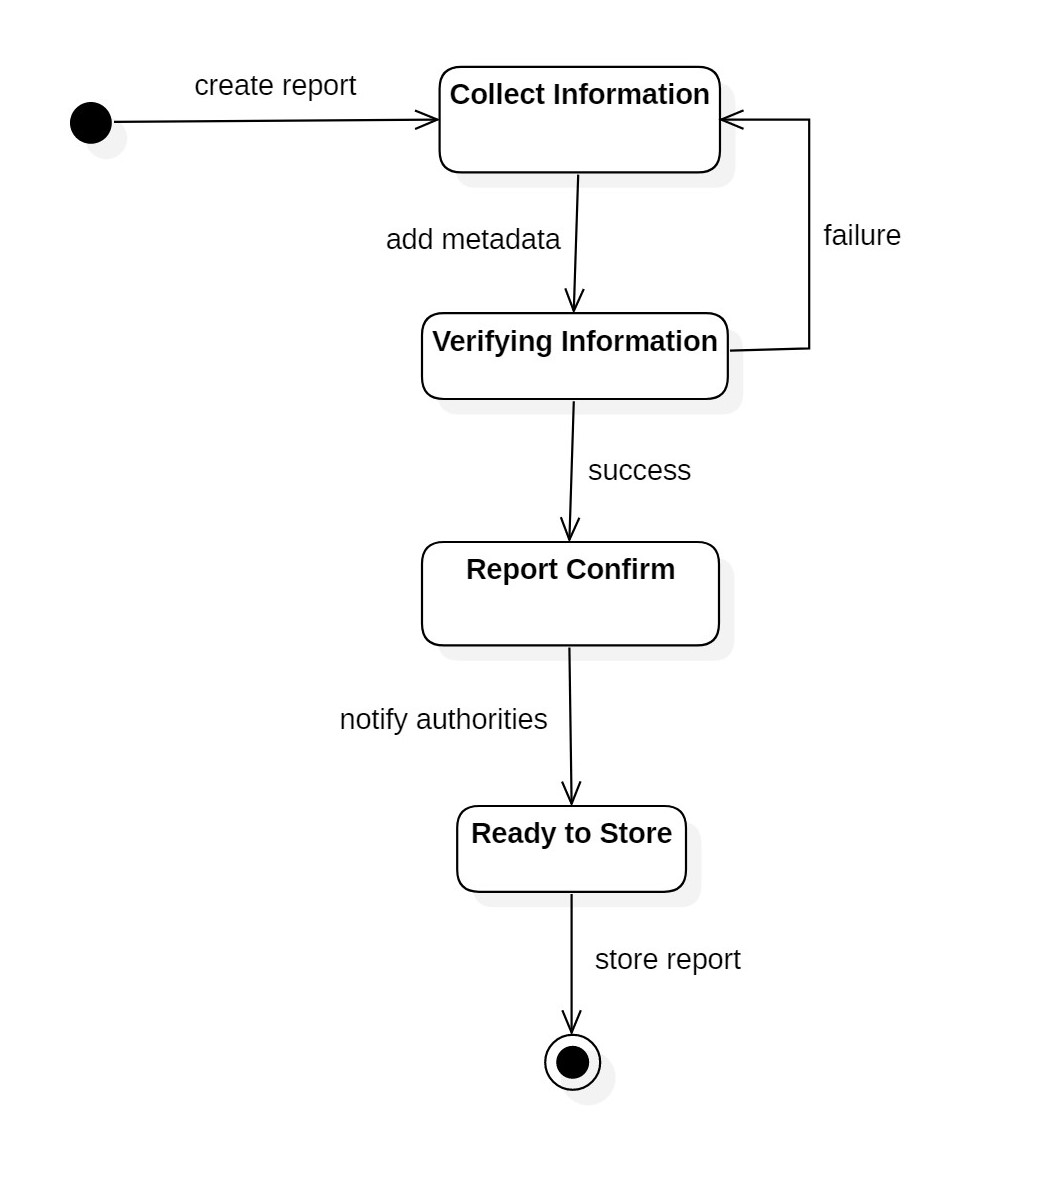 create report
Collect Information
add metadata
failure
Verifying Information
success
Report Confirm
notify authorities
Ready to Store
store report